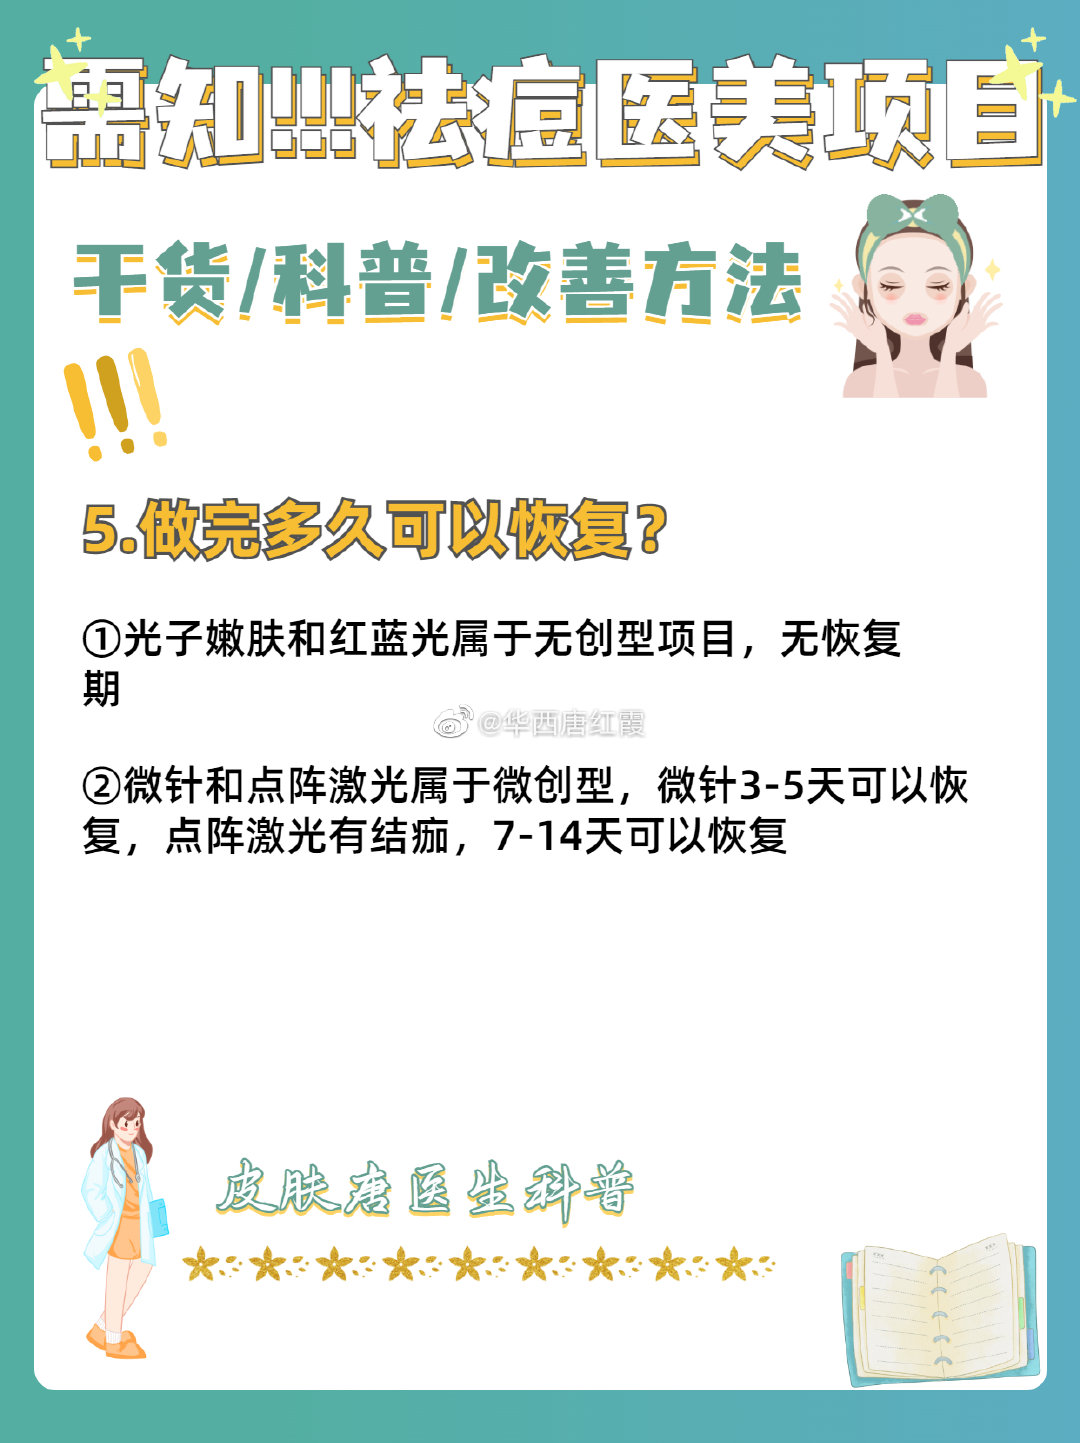 需知!!!祛痘医美项目
干货/科普/改善方法
5.做完多久可以恢复?
①光子嫩肤和红蓝光属于无创型项目，无恢复
期
@华西唐红霞
②微针和点阵激光属于微创型，微针3-5天可以恢
复，点阵激光有结痂，7-14天可以恢复
皮肤唐医生科普